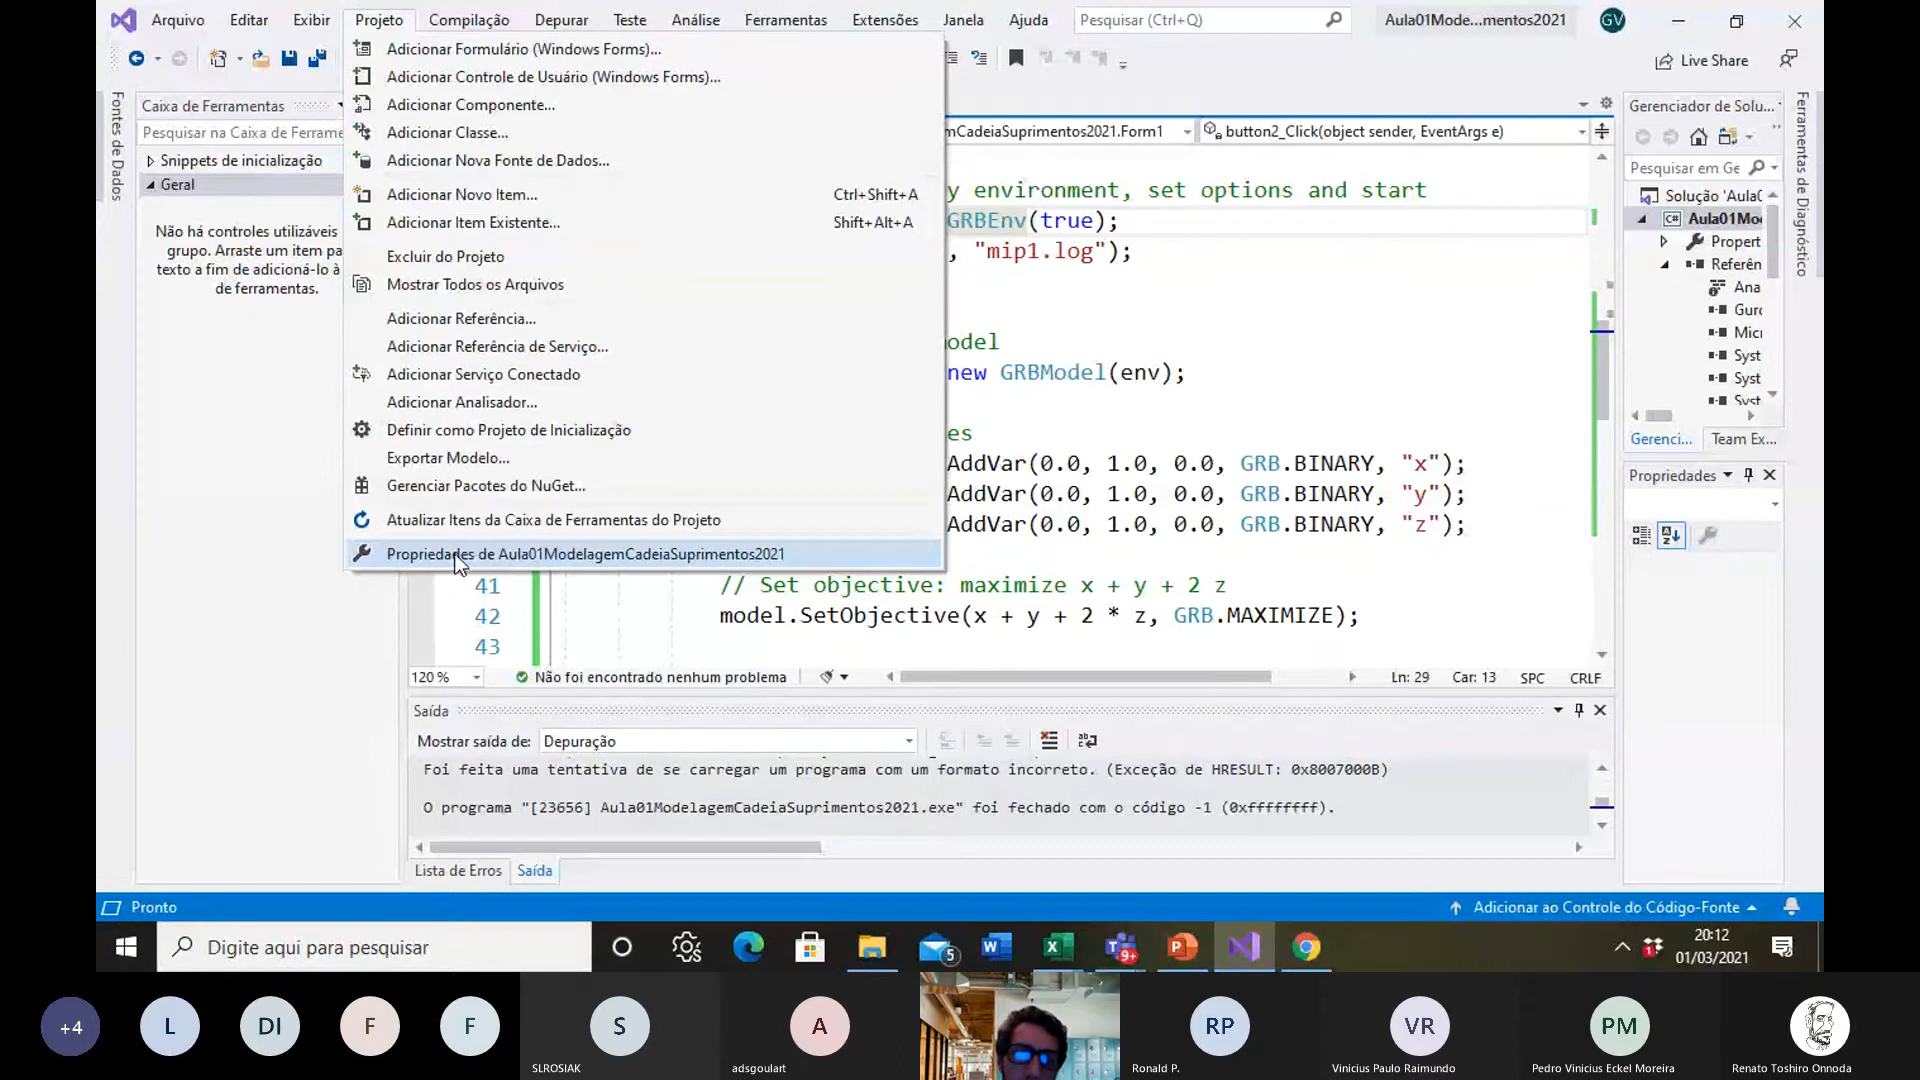 Arquivo Editar Exibir Projeto Compilação Depurar Teste Análise Ferramentas Extensões Janela Ajuda Pesquisar (Ctrl+Q) Aula01Mode...mentos2021 GV
Live Share
Fontes de Dados
Caixa de Ferramentas
Pesquisar na Caixa de Ferrame
Snippets de inicialização
Geral
Não há controles utilizáveis
grupo. Arraste um item pa
texto a fim de adicioná-lo à
de ferramentas.
Adicionar Formulário (Windows Forms)...
Adicionar Controle de Usuário (Windows Forms)...
Adicionar Componente...
Adicionar Classe...
Adicionar Nova Fonte de Dados...
Adicionar Novo Item... Ctrl+Shift+A
Adicionar Item Existente... Shift+Alt+A
Excluir do Projeto
Mostrar Todos os Arquivos
Adicionar Referência...
Adicionar Referência de Serviço...
Adicionar Serviço Conectado
Adicionar Analisador...
Definir como Projeto de Inicialização
Exportar Modelo...
Gerenciar Pacotes do NuGet...
Atualizar Itens da Caixa de Ferramentas do Projeto
Propriedades de Aula01ModelagemCadeiaSuprimentos2021
mCadeiaSuprimentos2021.Form1 button2_Click(object sender, EventArgs e)
y environment, set options and start
GRBEnv(true);
, "mip1.log");
odel
new GRBModel(env);
es
AddVar(0.0, 1.0, 0.0, GRB.BINARY, "x");
AddVar(0.0, 1.0, 0.0, GRB.BINARY, "y");
AddVar(0.0, 1.0, 0.0, GRB.BINARY, "z");
41 // Set objective: maximize x + y + 2 z
42 model.SetObjective(x + y + 2 * z, GRB.MAXIMIZE);
43
120 % Não foi encontrado nenhum problema Ln: 29 Car: 13 SPC CRLF
Saída
Mostrar saída de: Depuração
Foi feita uma tentativa de se carregar um programa com um formato incorreto. (Exceção de HRESULT: 0x8007000B)
O programa "[23656] Aula01ModelagemCadeiaSuprimentos2021.exe" foi fechado com o código -1 (0xffffffff).
Lista de Erros Saída
Gerenciador de Solu...
Pesquisar em Ge
Solução 'Aula0
Aula01Mo
Propert
Referên
Ana
Guro
Micr
Syst
Syst
Syst
Gerenci... Team Ex...
Propriedades
Ferramentas de Diagnóstico
Pronto Adicionar ao Controle do Código-Fonte
Digite aqui para pesquisar 5 9+ 1 20:12
01/03/2021
+4 L DI F F S A RP VR PM
SLROSIAK adsgoulart Ronald P. Vinicius Paulo Raimundo Pedro Vinicius Eckel Moreira Renato Toshiro Onnoda